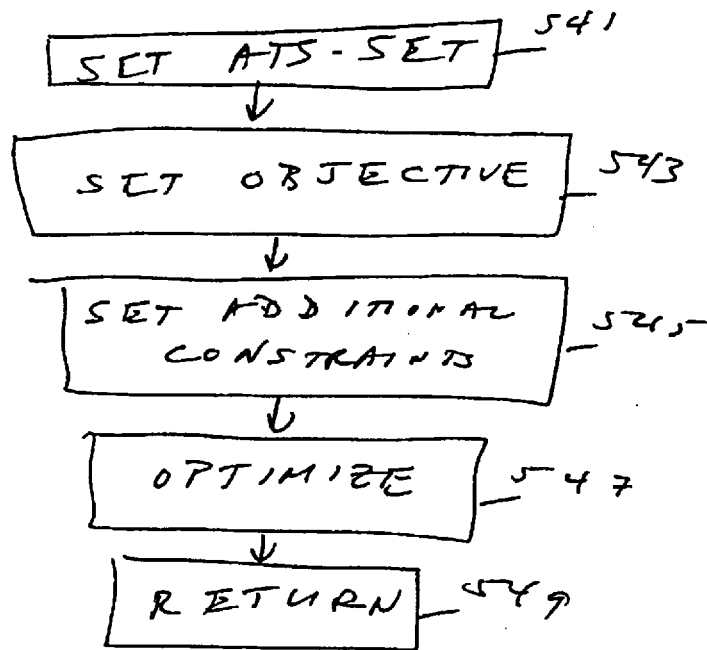 SET ATS-SET
541
SET OBJECTIVE
543
SET ADDITIONAL
CONSTRAINTS
545
OPTIMIZE
547
RETURN
549